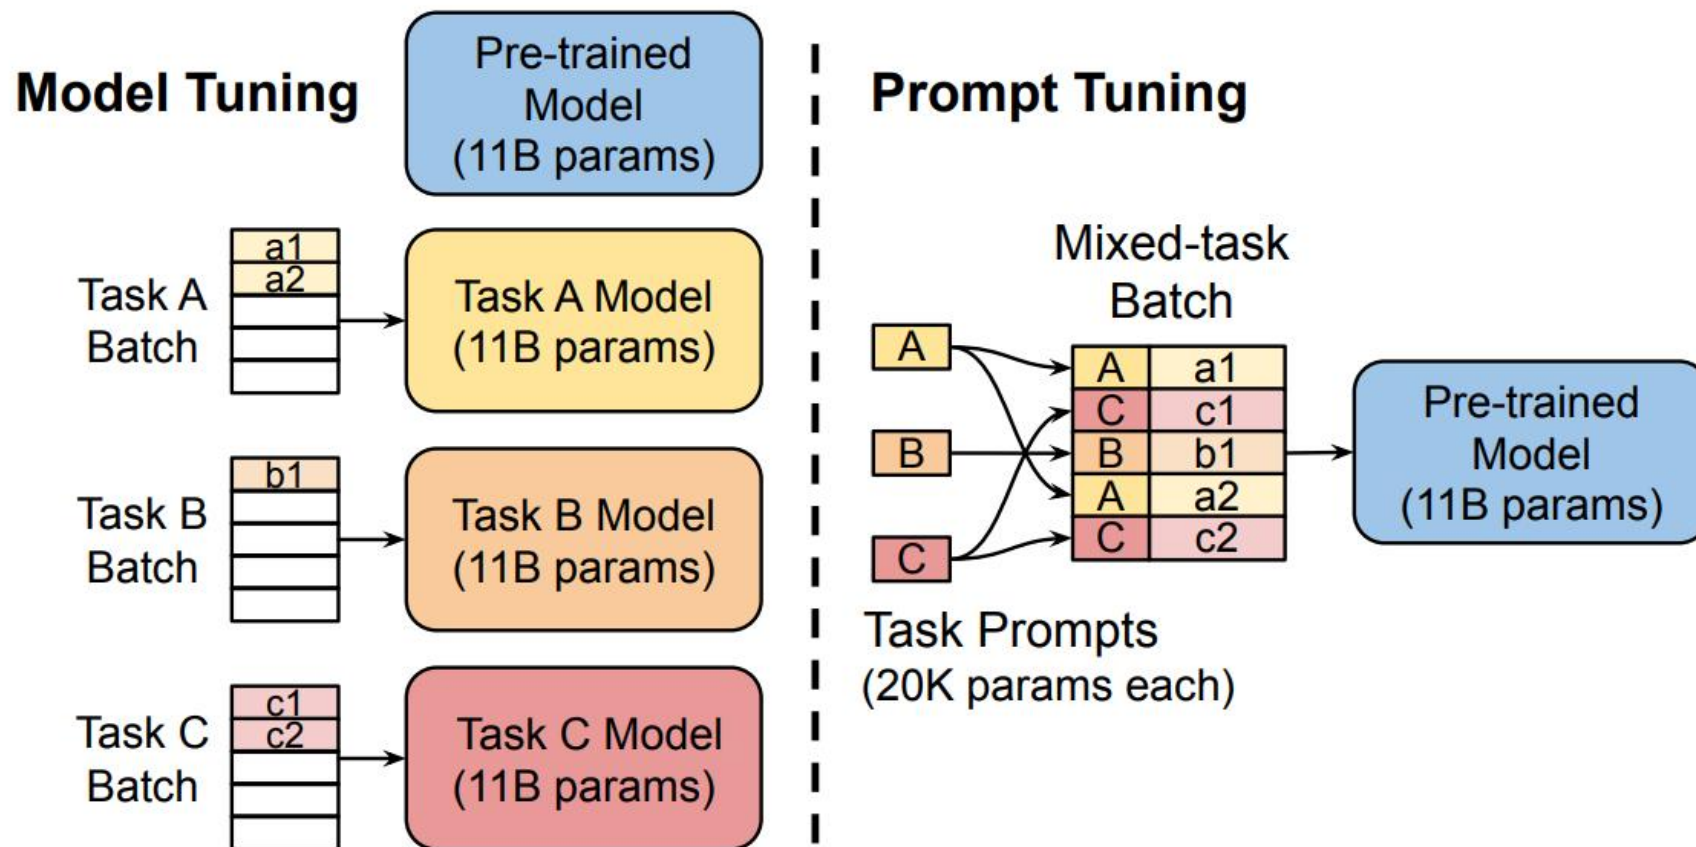 Model Tuning
Pre-trained
Model
(11B params)
Task A
Batch
a1
a2
Task A Model
(11B params)
Task B
Batch
b1
Task B Model
(11B params)
Task C
Batch
c1
c2
Task C Model
(11B params)
Prompt Tuning
Mixed-task
Batch
A
B
C
A a1
C c1
B b1
A a2
C c2
Pre-trained
Model
(11B params)
Task Prompts
(20K params each)